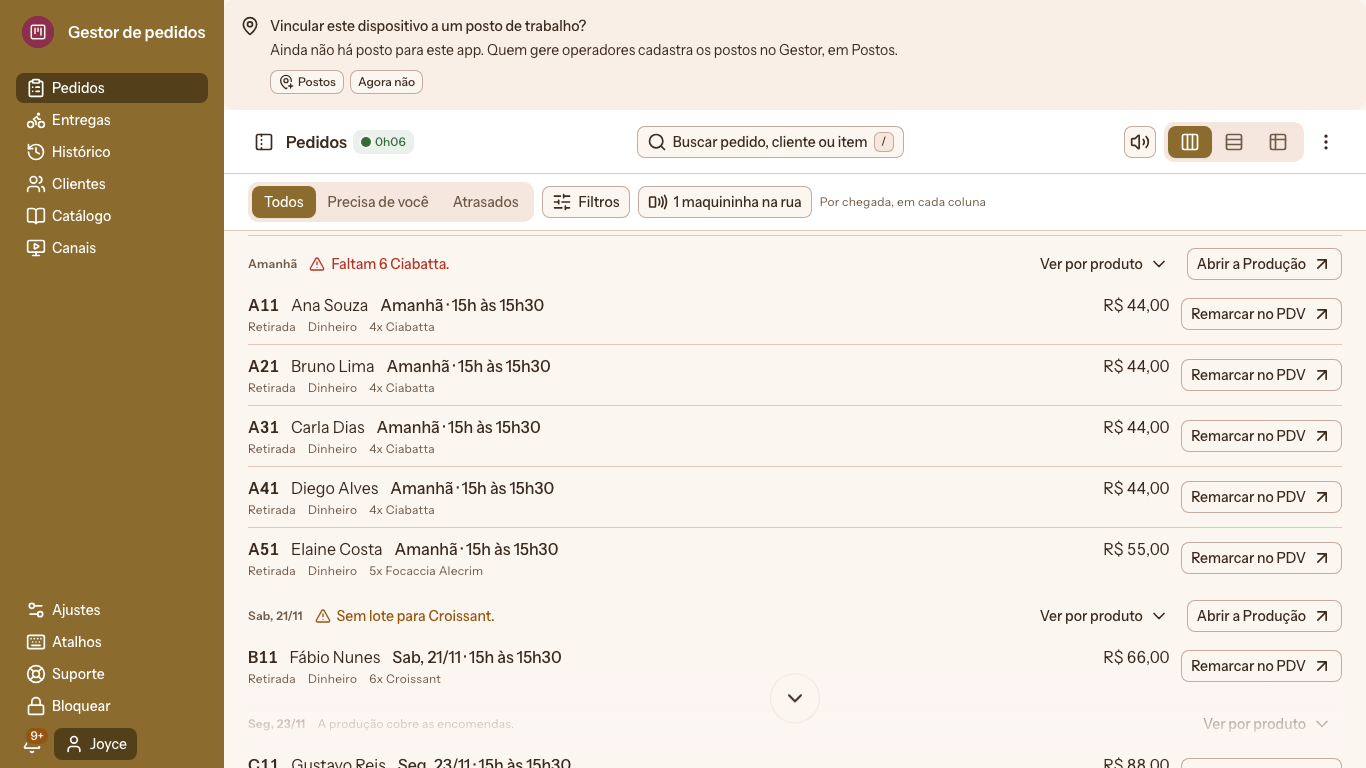 Gestor de pedidos
Pedidos
Entregas
Histórico
Clientes
Catálogo
Canais
Ajustes
Atalhos
Suporte
Bloquear
9+
Joyce
Vincular este dispositivo a um posto de trabalho?
Ainda não há posto para este app. Quem gere operadores cadastra os postos no Gestor, em Postos.
Postos Agora não
Pedidos 0h06 Buscar pedido, cliente ou item /
Todos Precisa de você Atrasados Filtros 1 maquininha na rua Por chegada, em cada coluna
Amanhã Faltam 6 Ciabatta. Ver por produto Abrir a Produção
A11 Ana Souza Amanhã · 15h às 15h30 R$ 44,00 Remarcar no PDV
Retirada Dinheiro 4x Ciabatta
A21 Bruno Lima Amanhã · 15h às 15h30 R$ 44,00 Remarcar no PDV
Retirada Dinheiro 4x Ciabatta
A31 Carla Dias Amanhã · 15h às 15h30 R$ 44,00 Remarcar no PDV
Retirada Dinheiro 4x Ciabatta
A41 Diego Alves Amanhã · 15h às 15h30 R$ 44,00 Remarcar no PDV
Retirada Dinheiro 4x Ciabatta
A51 Elaine Costa Amanhã · 15h às 15h30 R$ 55,00 Remarcar no PDV
Retirada Dinheiro 5x Focaccia Alecrim
Sab, 21/11 Sem lote para Croissant. Ver por produto Abrir a Produção
B11 Fábio Nunes Sab, 21/11 · 15h às 15h30 R$ 66,00 Remarcar no PDV
Retirada Dinheiro 6x Croissant
Seg, 23/11 A produção cobre as encomendas. Ver por produto
C11 Gustavo Reis Seg, 23/11 · 15h às 15h30 R$ 88,00